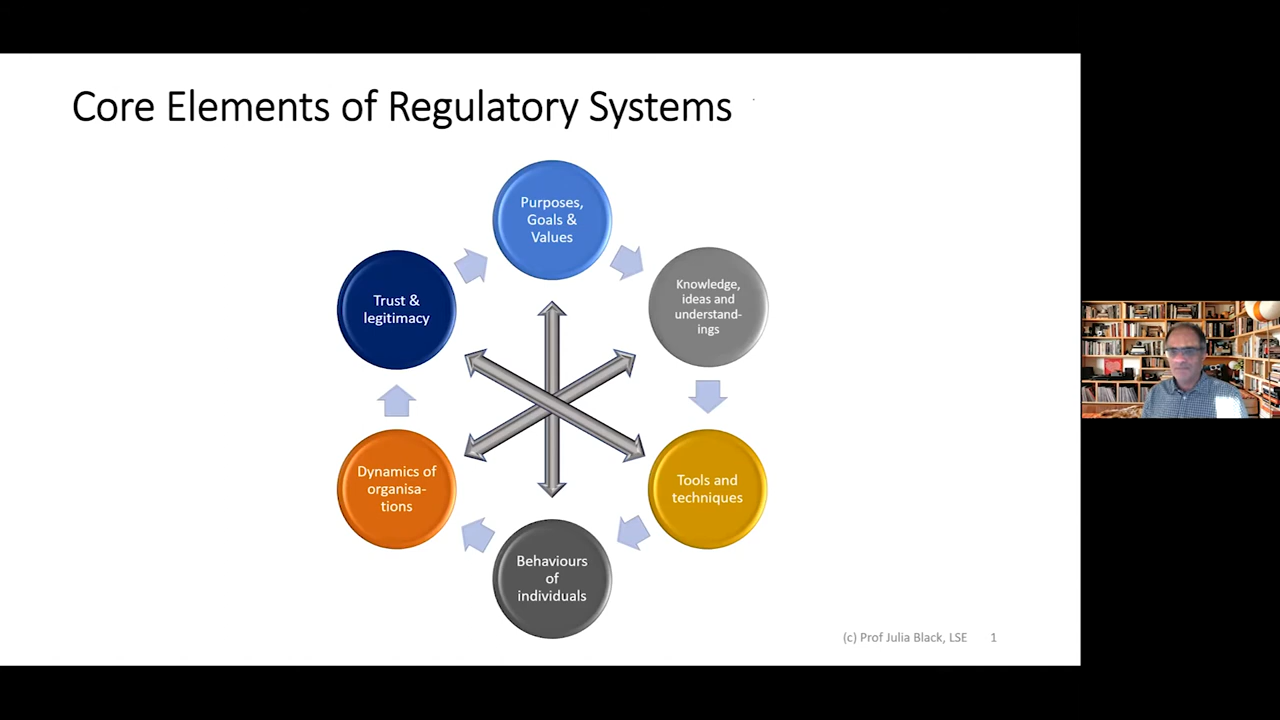 Core Elements of Regulatory Systems
Purposes,
Goals &
Values
Knowledge,
ideas and
understand-
ings
Tools and
techniques
Behaviours
of
individuals
Dynamics of
organisa-
tions
Trust &
legitimacy
(c) Prof Julia Black, LSE 1